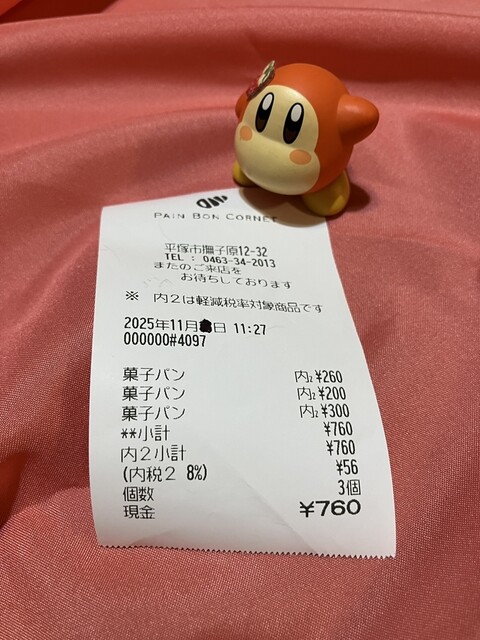 PAIN BON CORNET
平塚市撫子原12-32
TEL : 0463-34-2013
またのご来店を
お待ちしております
※ 内2は軽減税率対象商品です
2025年11月 日 11:27
000000#4097
菓子パン 内2 ¥260
菓子パン 内2 ¥200
菓子パン 内2 ¥300
**小計 ¥760
内2小計 ¥760
(内税2 8%) ¥56
個数 3個
現金 ¥760